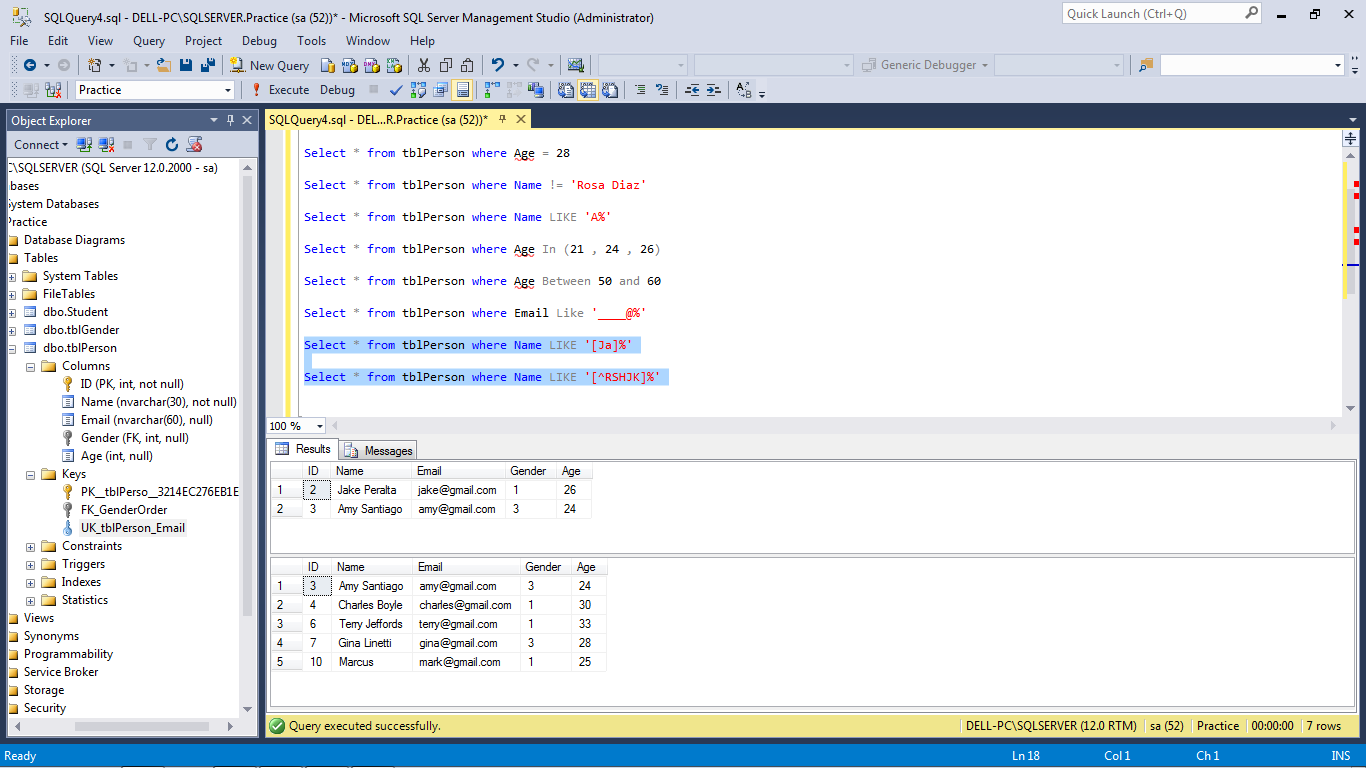 SQLQuery4.sql - DELL-PC\SQLSERVER.Practice (sa (52))* - Microsoft SQL Server Management Studio (Administrator)
Quick Launch (Ctrl+Q)
File Edit View Query Project Debug Tools Window Help
New Query
Generic Debugger
Practice
Execute Debug
Object Explorer
Connect
C\SQLSERVER (SQL Server 12.0.2000 - sa)
bases
ystem Databases
ractice
Database Diagrams
Tables
System Tables
FileTables
dbo.Student
dbo.tblGender
dbo.tblPerson
Columns
ID (PK, int, not null)
Name (nvarchar(30), not null)
Email (nvarchar(60), null)
Gender (FK, int, null)
Age (int, null)
Keys
PK__tblPerso__3214EC276EB1E
FK_GenderOrder
UK_tblPerson_Email
Constraints
Triggers
Indexes
Statistics
Views
Synonyms
Programmability
Service Broker
Storage
Security
SQLQuery4.sql - DEL...R.Practice (sa (52))*
Select * from tblPerson where Age = 28
Select * from tblPerson where Name != 'Rosa Diaz'
Select * from tblPerson where Name LIKE 'A%'
Select * from tblPerson where Age In (21 , 24 , 26)
Select * from tblPerson where Age Between 50 and 60
Select * from tblPerson where Email Like '____@%'
Select * from tblPerson where Name LIKE '[Ja]%'
Select * from tblPerson where Name LIKE '[^RSHJK]%'
100 %
Results Messages
ID Name Email Gender Age
1 2 Jake Peralta jake@gmail.com 1 26
2 3 Amy Santiago amy@gmail.com 3 24
ID Name Email Gender Age
1 3 Amy Santiago amy@gmail.com 3 24
2 4 Charles Boyle charles@gmail.com 1 30
3 6 Terry Jeffords terry@gmail.com 1 33
4 7 Gina Linetti gina@gmail.com 3 28
5 10 Marcus mark@gmail.com 1 25
Query executed successfully.
DELL-PC\SQLSERVER (12.0 RTM) sa (52) Practice 00:00:00 7 rows
Ready
Ln 18 Col 1 Ch 1 INS